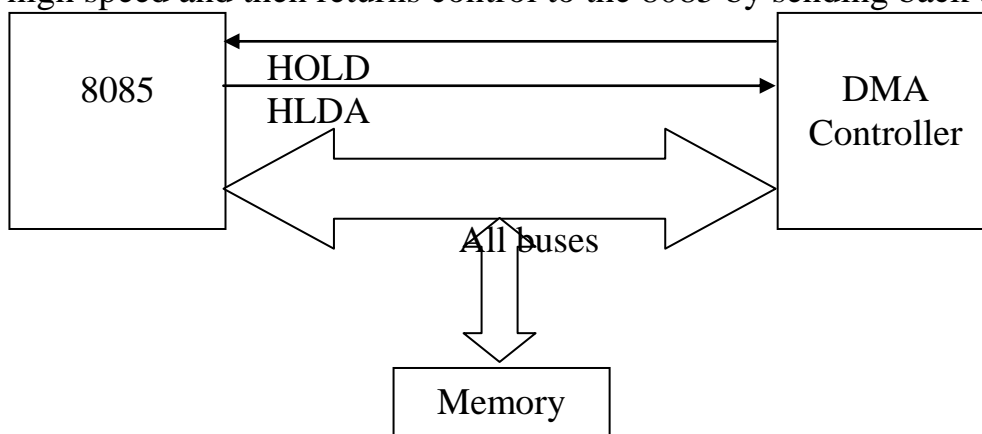 high speed and then returns control to the 8085 by sending back
8085
HOLD
HLDA
DMA
Controller
All buses
Memory